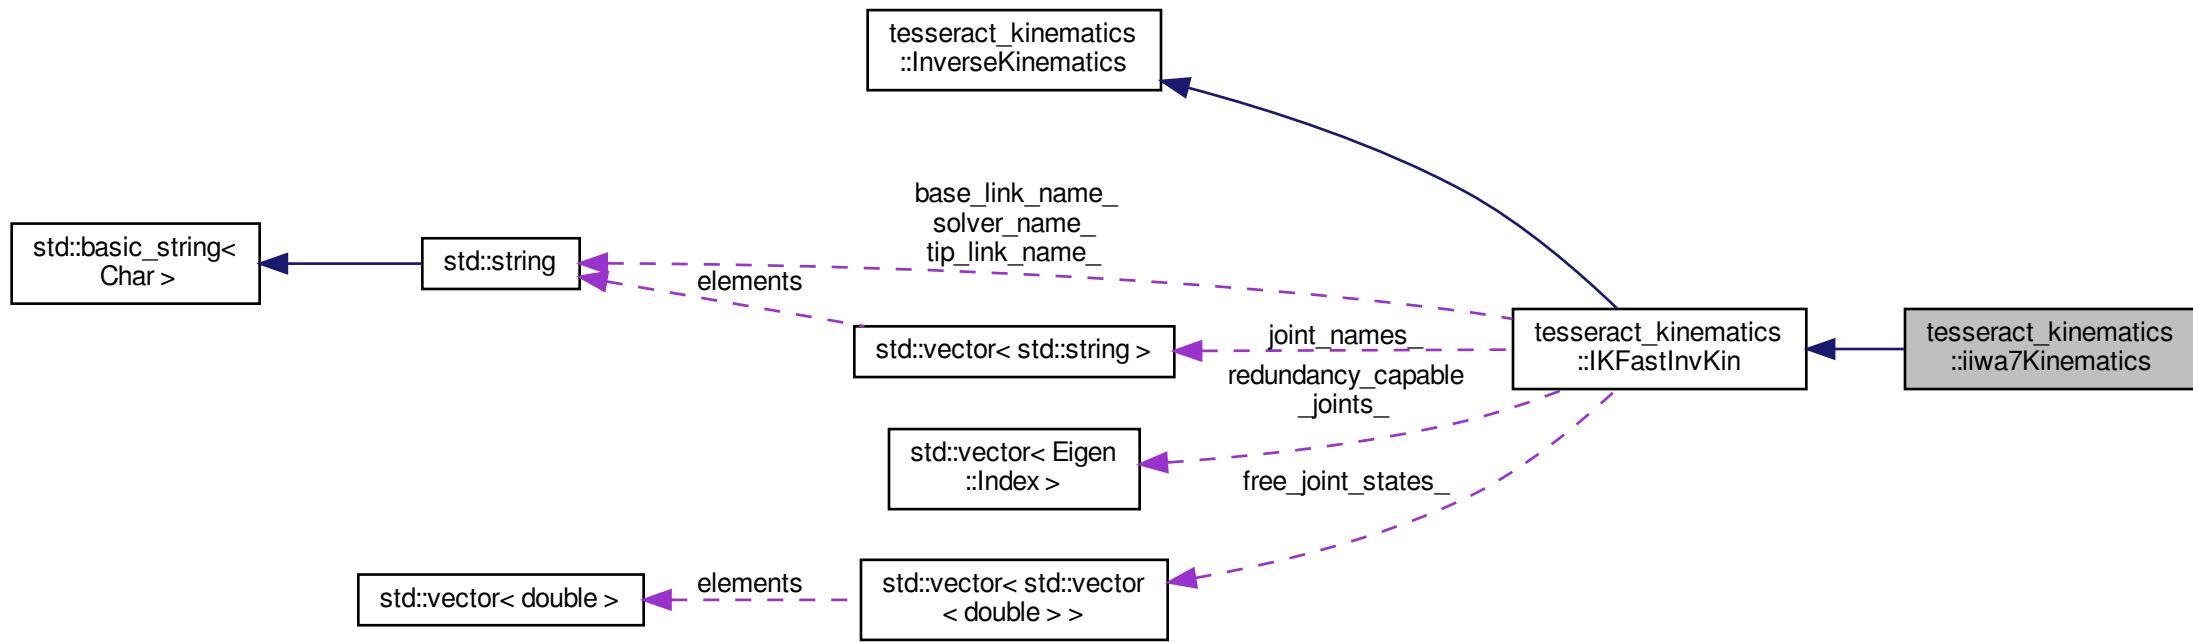 tesseract_kinematics
::InverseKinematics
base_link_name_
solver_name_
tip_link_name_
std::basic_string<
Char >
std::string
elements
tesseract_kinematics
::IKFastInvKin
tesseract_kinematics
::iiwa7Kinematics
std::vector< std::string >
joint_names_
redundancy_capable
_joints_
std::vector< Eigen
::Index >
free_joint_states_
std::vector< double >
elements
std::vector< std::vector
< double > >